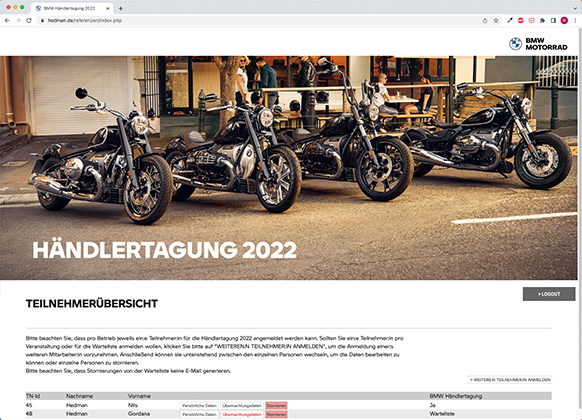 BMW Händlertagung 2022
hedman.de/referenzen/index.php
BMW
MOTORRAD
HÄNDLERTAGUNG 2022
> LOGOUT
TEILNEHMERÜBERSICHT
Bitte beachten Sie, dass pro Betrieb jeweils eine Teilnehmer:in für die Händlertagung 2022 angemeldet werden kann. Sollten Sie eine Teilnehmer:in pro
Veranstaltung oder für die Warteliste anmelden wollen, klicken Sie bitte auf "WEITERE:N TEILNEHMER:IN ANMELDEN", um die Anmeldung eines:r
weiteren Mitarbeiter:in vorzunehmen. Anschließend können sie untenstehend zwischen den einzelnen Personen wechseln, um die Daten bearbeiten zu
können oder einzelne Personen zu stornieren.
Bitte beachten Sie, dass Stornierungen von der Warteliste keine E-Mail generieren.
+ WEITERE:N TEILNEHMER:IN ANMELDEN
TN-Id Nachname Vorname BMW Händlertagung
45 Hedman Nils Persönliche Daten Übernachtungsdaten Stornieren Ja
48 Hedman Gordana Persönliche Daten Übernachtungsdaten Stornieren Warteliste